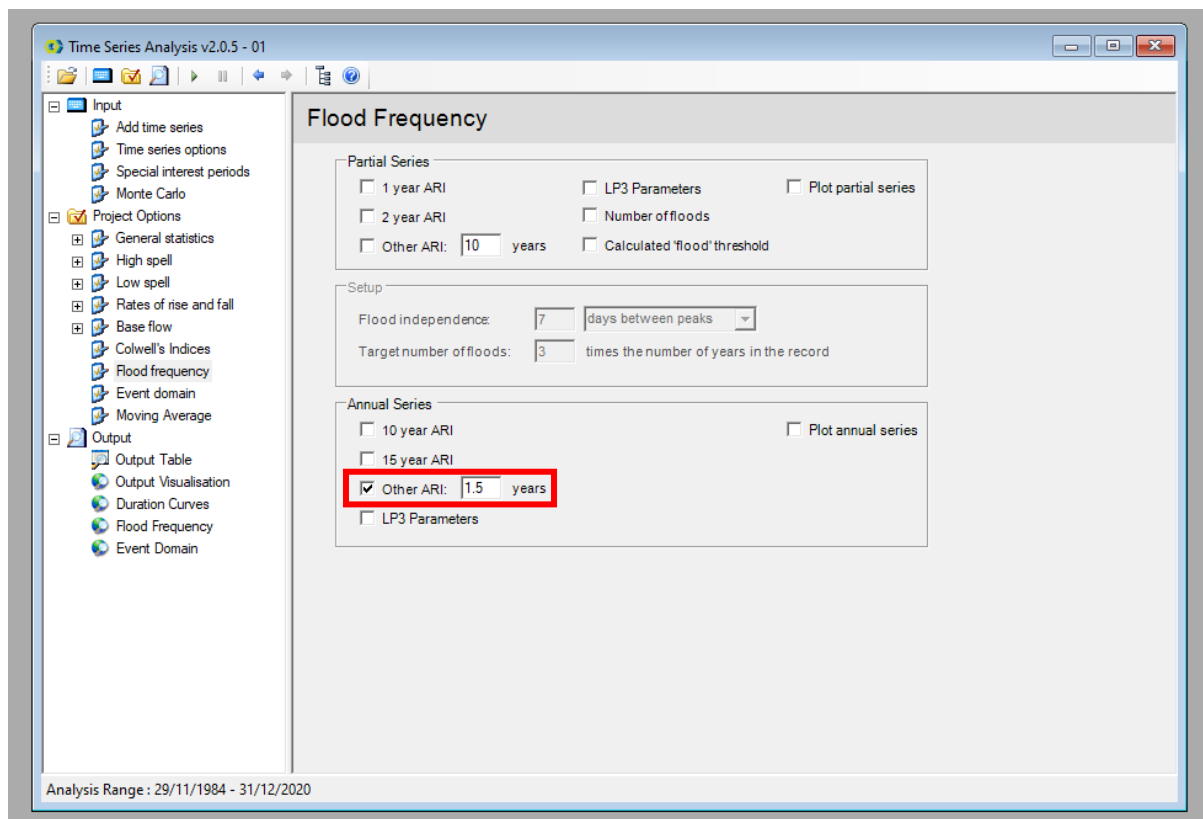 Time Series Analysis v2.0.5 - 01
Input
Add time series
Time series options
Special interest periods
Monte Carlo
Project Options
General statistics
High spell
Low spell
Rates of rise and fall
Base flow
Colwell's Indices
Flood frequency
Event domain
Moving Average
Output
Output Table
Output Visualisation
Duration Curves
Flood Frequency
Event Domain
Flood Frequency
Partial Series
1 year ARI
LP3 Parameters
Plot partial series
2 year ARI
Number of floods
Other ARI: 10 years
Calculated 'flood' threshold
Setup
Flood independence: 7 days between peaks
Target number of floods: 3 times the number of years in the record
Annual Series
10 year ARI
Plot annual series
15 year ARI
Other ARI: 1.5 years
LP3 Parameters
Analysis Range : 29/11/1984 - 31/12/2020